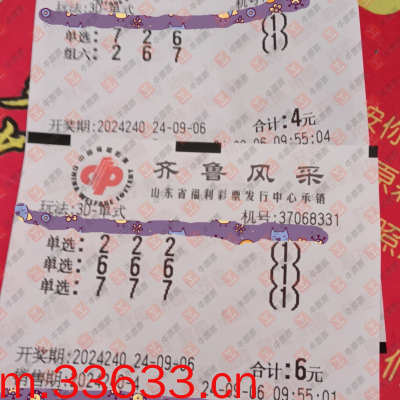 玩法:3D-单式
单选: 7 2 6 (1)
组六: 2 6 7 (1)
开奖期:2024240 24-09-06 合计:4元
09:55:04
齐鲁风采
山东省福利彩票发行中心承销
玩法:3D-单式 机号:37068331
单选: 2 2 2 (1)
单选: 6 6 6 (1)
单选: 7 7 7 (1)
开奖期:2024240 24-09-06 合计:6元
24-09-06 09:55:01
m.33633.cn